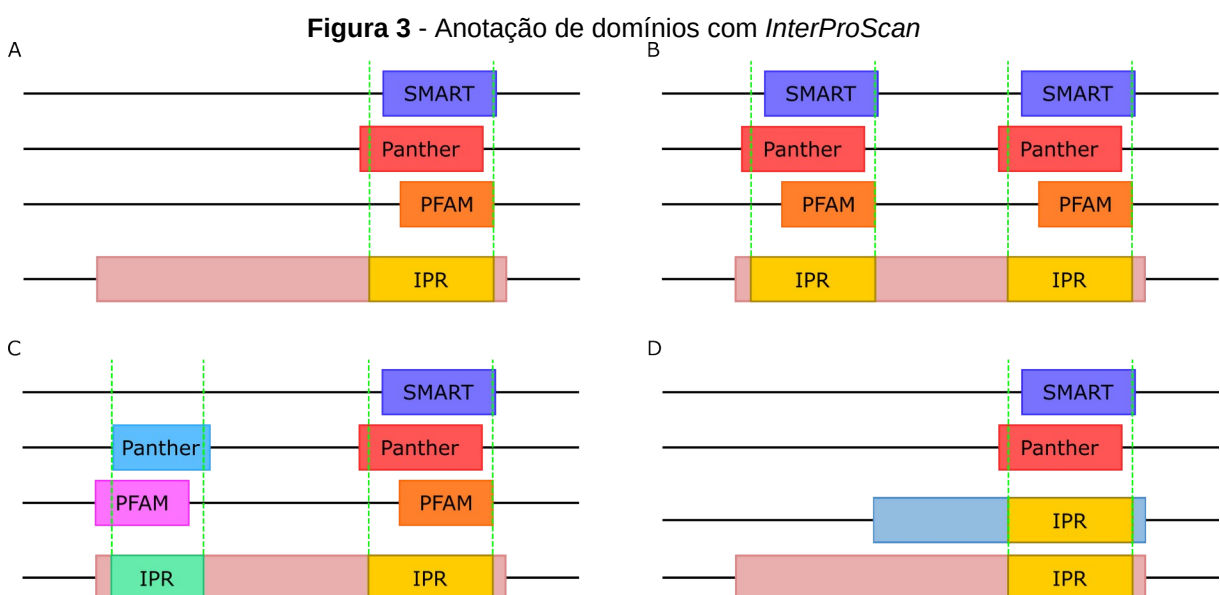 Figura 3 - Anotação de domínios com InterProScan
A
SMART
Panther
PFAM
IPR
B
SMART SMART
Panther Panther
PFAM PFAM
IPR IPR
C
SMART
Panther Panther
PFAM PFAM
IPR IPR
D
SMART
Panther
IPR
IPR